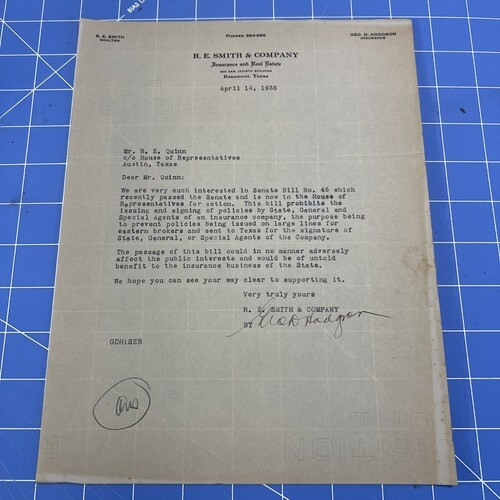 R. E. SMITH
REALTOR
PHONES 660-666
GEO. D. HODGSON
INSURANCE
R. E. SMITH & COMPANY
Insurance and Real Estate
SAN JACINTO BUILDING
Beaumont, Texas
April 12, 1935
Mr. B. E. Quinn
c/o House of Representatives
Austin, Texas
Dear Mr. Quinn:
We are very much interested in Senate Bill No. 46 which
recently passed the Senate and is now in the House of
Representatives for action. This bill prohibits the
issuing and signing of policies by State, General and
Special Agents of an insurance company, the purpose being
to prevent policies being issued on large lines for
eastern brokers and sent to Texas for the signature of
State, General, or Special Agents of the Company.
The passage of this bill could in no manner adversely
affect the public interests and would be of untold
benefit to the insurance business of the State.
We hope you can see your way clear to supporting it.
Very truly yours
R. E. SMITH & COMPANY
BY Geo D Hodgson
GDH:SEB
ans